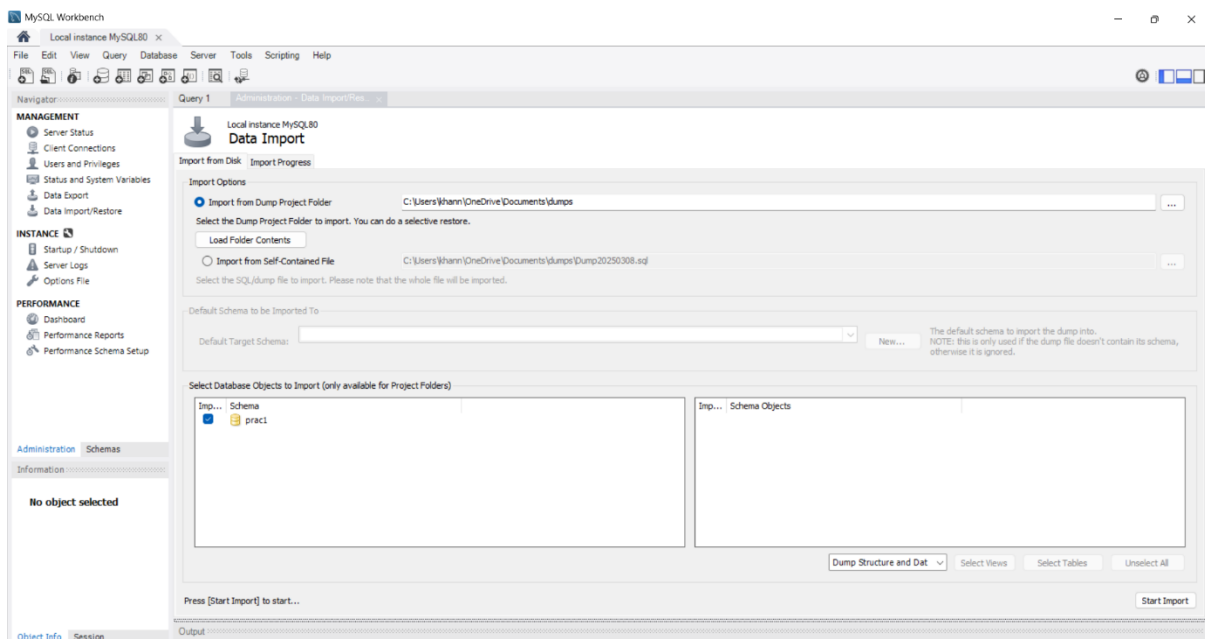 MySQL Workbench
Local instance MySQL80
File Edit View Query Database Server Tools Scripting Help
Navigator
MANAGEMENT
Server Status
Client Connections
Users and Privileges
Status and System Variables
Data Export
Data Import/Restore
INSTANCE
Startup / Shutdown
Server Logs
Options File
PERFORMANCE
Dashboard
Performance Reports
Performance Schema Setup
Administration Schemas
Information
No object selected
Object Info Session
Query 1 Administration - Data Import/Res...
Local instance MySQL80
Data Import
Import from Disk Import Progress
Import Options
Import from Dump Project Folder C:\Users\khann\OneDrive\Documents\dumps ...
Select the Dump Project Folder to import. You can do a selective restore.
Load Folder Contents
Import from Self-Contained File C:\Users\khann\OneDrive\Documents\dumps\Dump20250308.sql ...
Select the SQL/dump file to import. Please note that the whole file will be imported.
Default Schema to be Imported To
Default Target Schema: New... The default schema to import the dump into.
NOTE: this is only used if the dump file doesn't contain its schema,
otherwise it is ignored.
Select Database Objects to Import (only available for Project Folders)
Imp... Schema Imp... Schema Objects
prac1
Dump Structure and Dat Select Views Select Tables Unselect All
Press [Start Import] to start... Start Import
Output